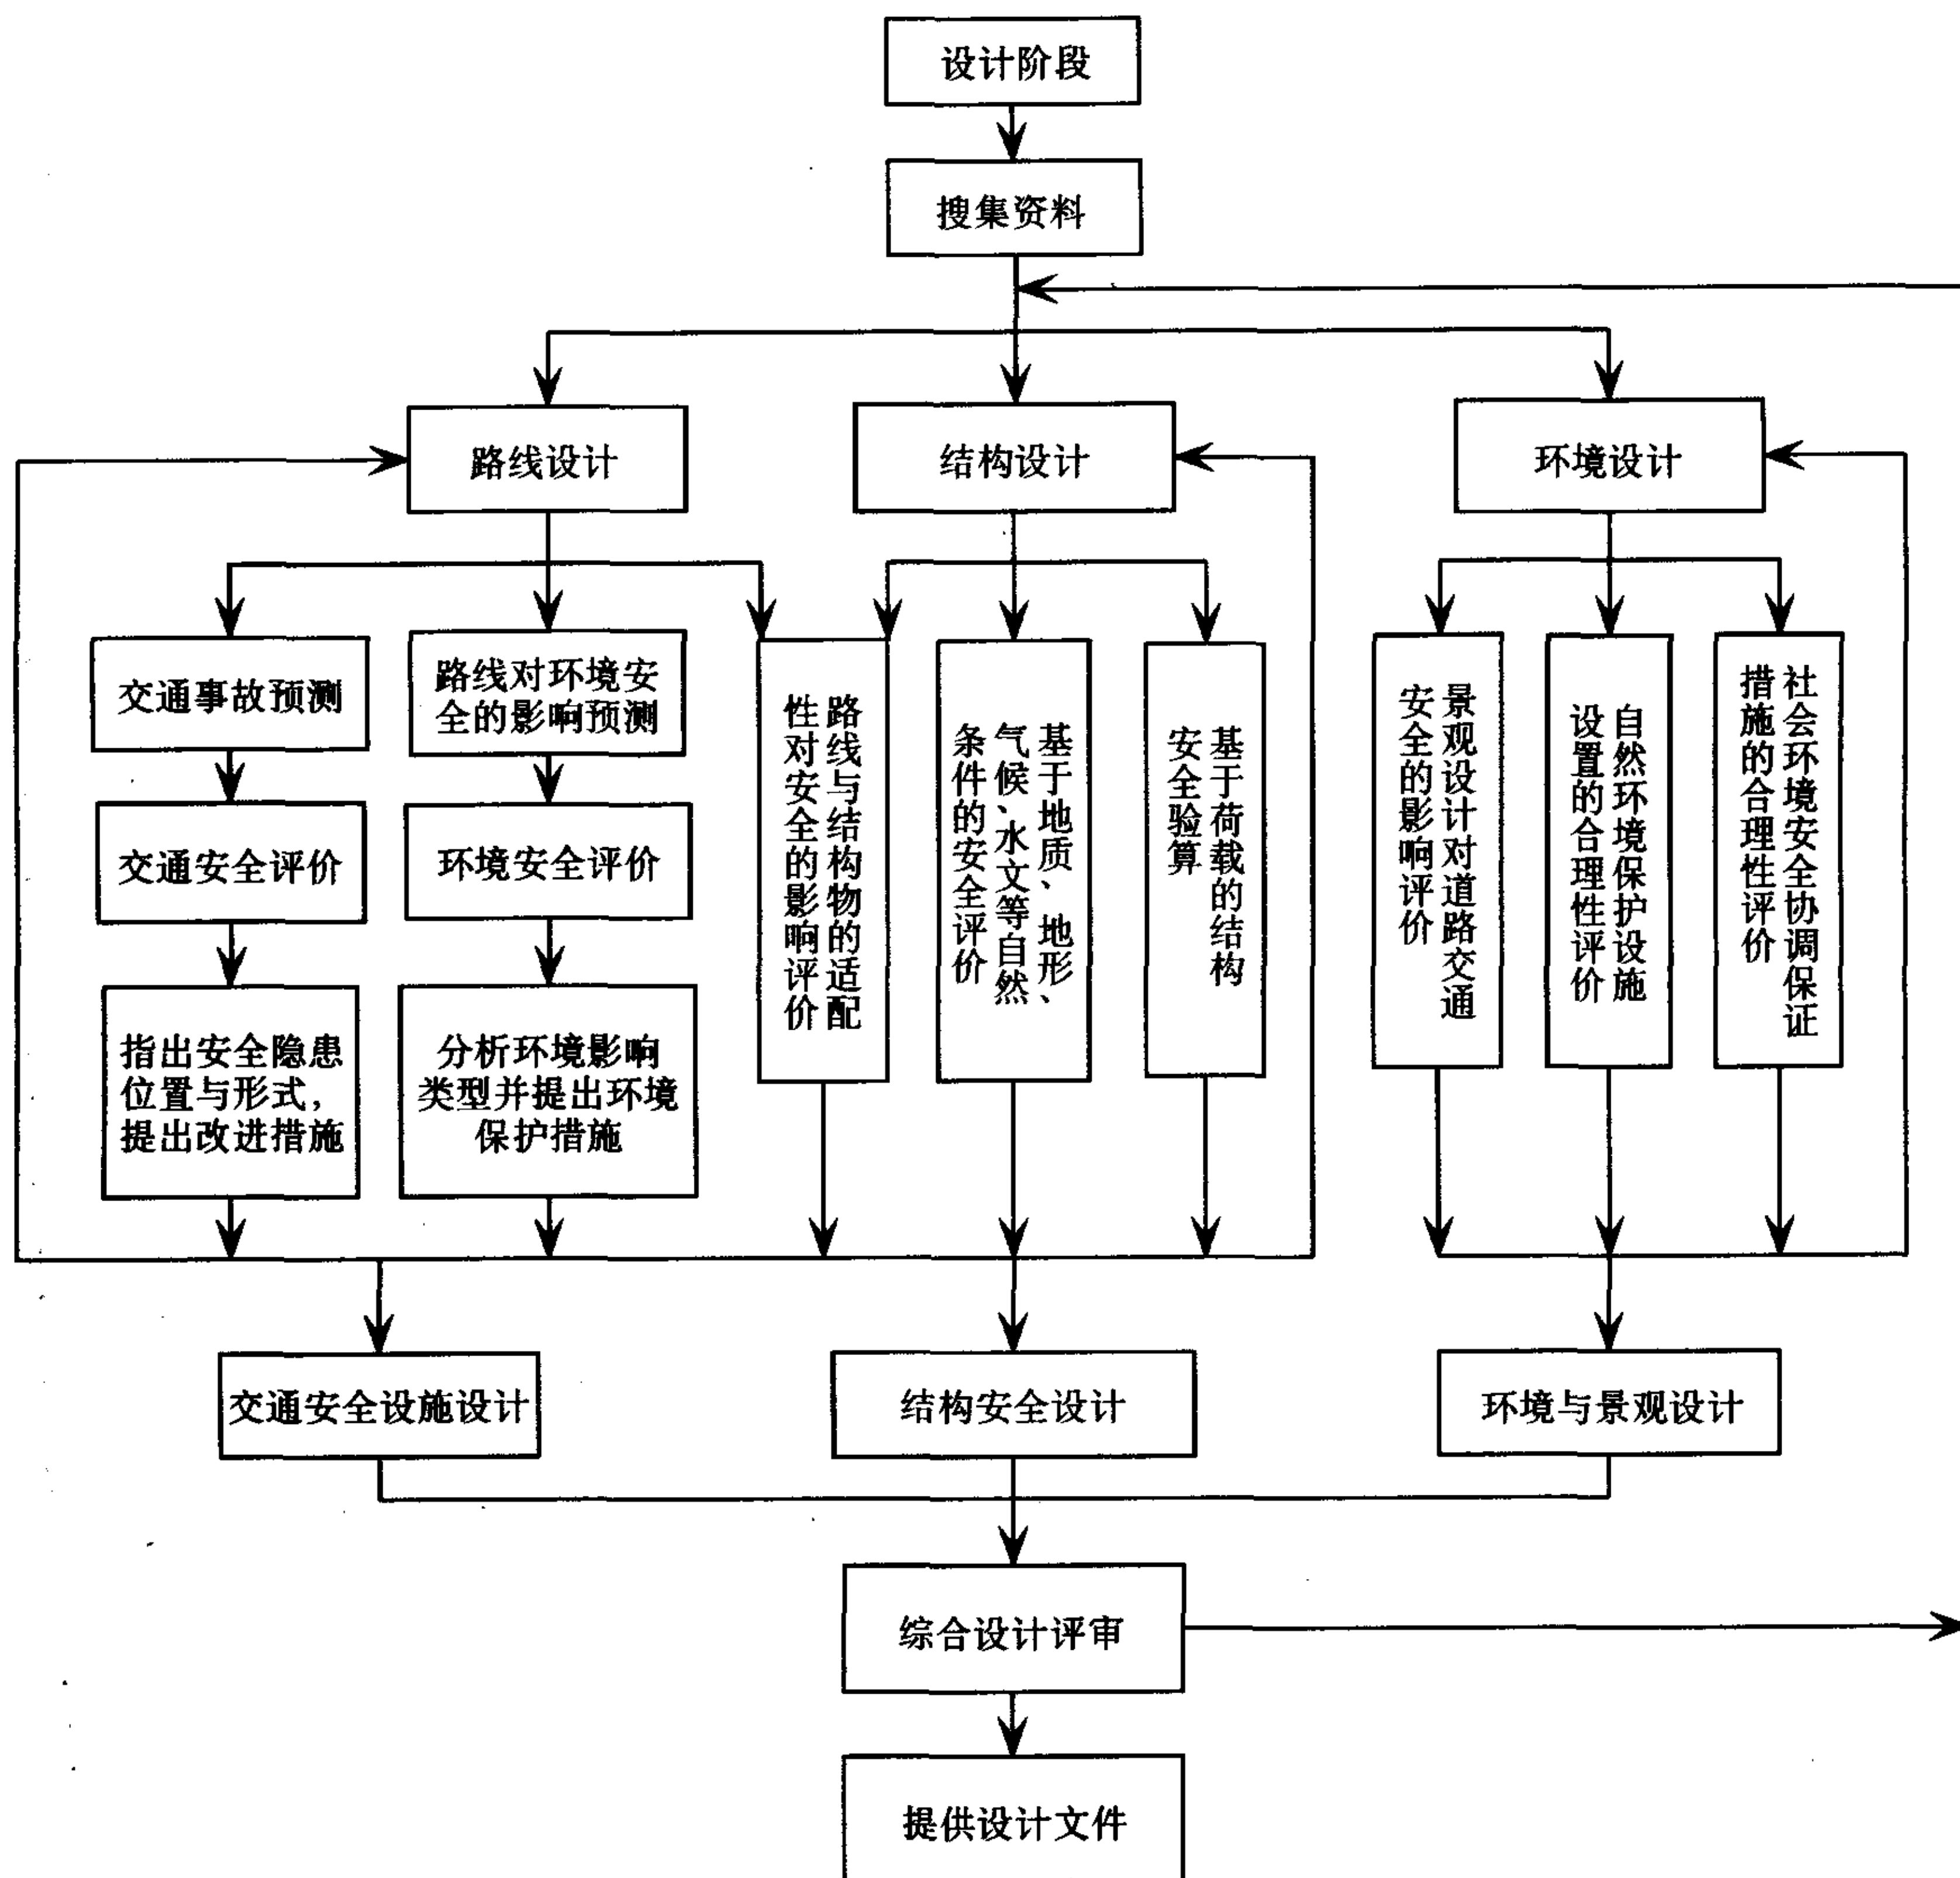 设计阶段
搜集资料
路线设计
结构设计
环境设计
交通事故预测
路线对环境安
全的影响预测
交通安全评价
环境安全评价
指出安全隐患
位置与形式,
提出改进措施
分析环境影响
类型并提出环境
保护措施
路线与结构物的适配
性对安全的影响评价
基于地质、地形、
气候、水文等自然
条件的安全评价
基于荷载的结构
安全验算
景观设计对道路交通
安全的影响评价
自然环境保护设施
设置的合理性评价
社会环境安全协调保证
措施的合理性评价
交通安全设施设计
结构安全设计
环境与景观设计
综合设计评审
提供设计文件